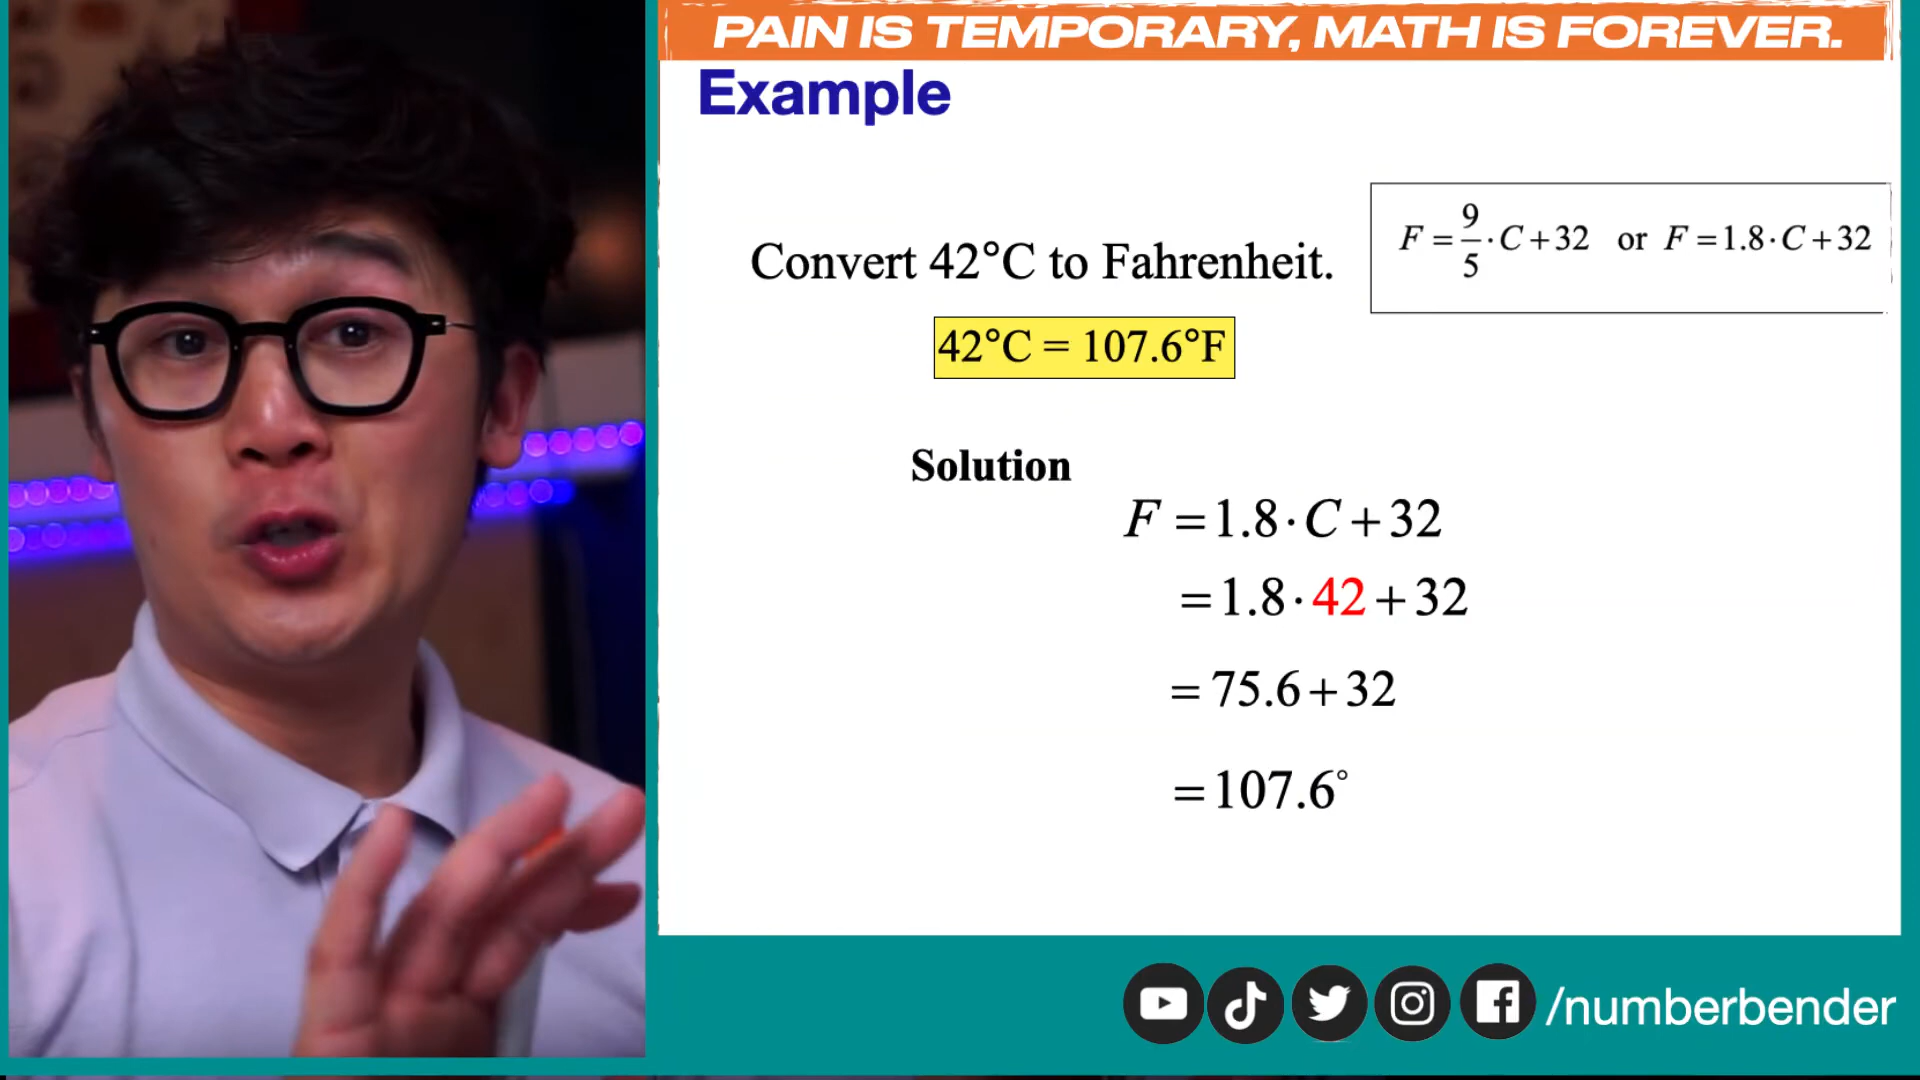 PAIN IS TEMPORARY, MATH IS FOREVER.
Example
Convert 42°C to Fahrenheit.
F = 9/5 · C + 32 or F = 1.8 · C + 32
42°C = 107.6°F
Solution
F = 1.8 · C + 32
= 1.8 · 42 + 32
= 75.6 + 32
= 107.6°
/numberbender